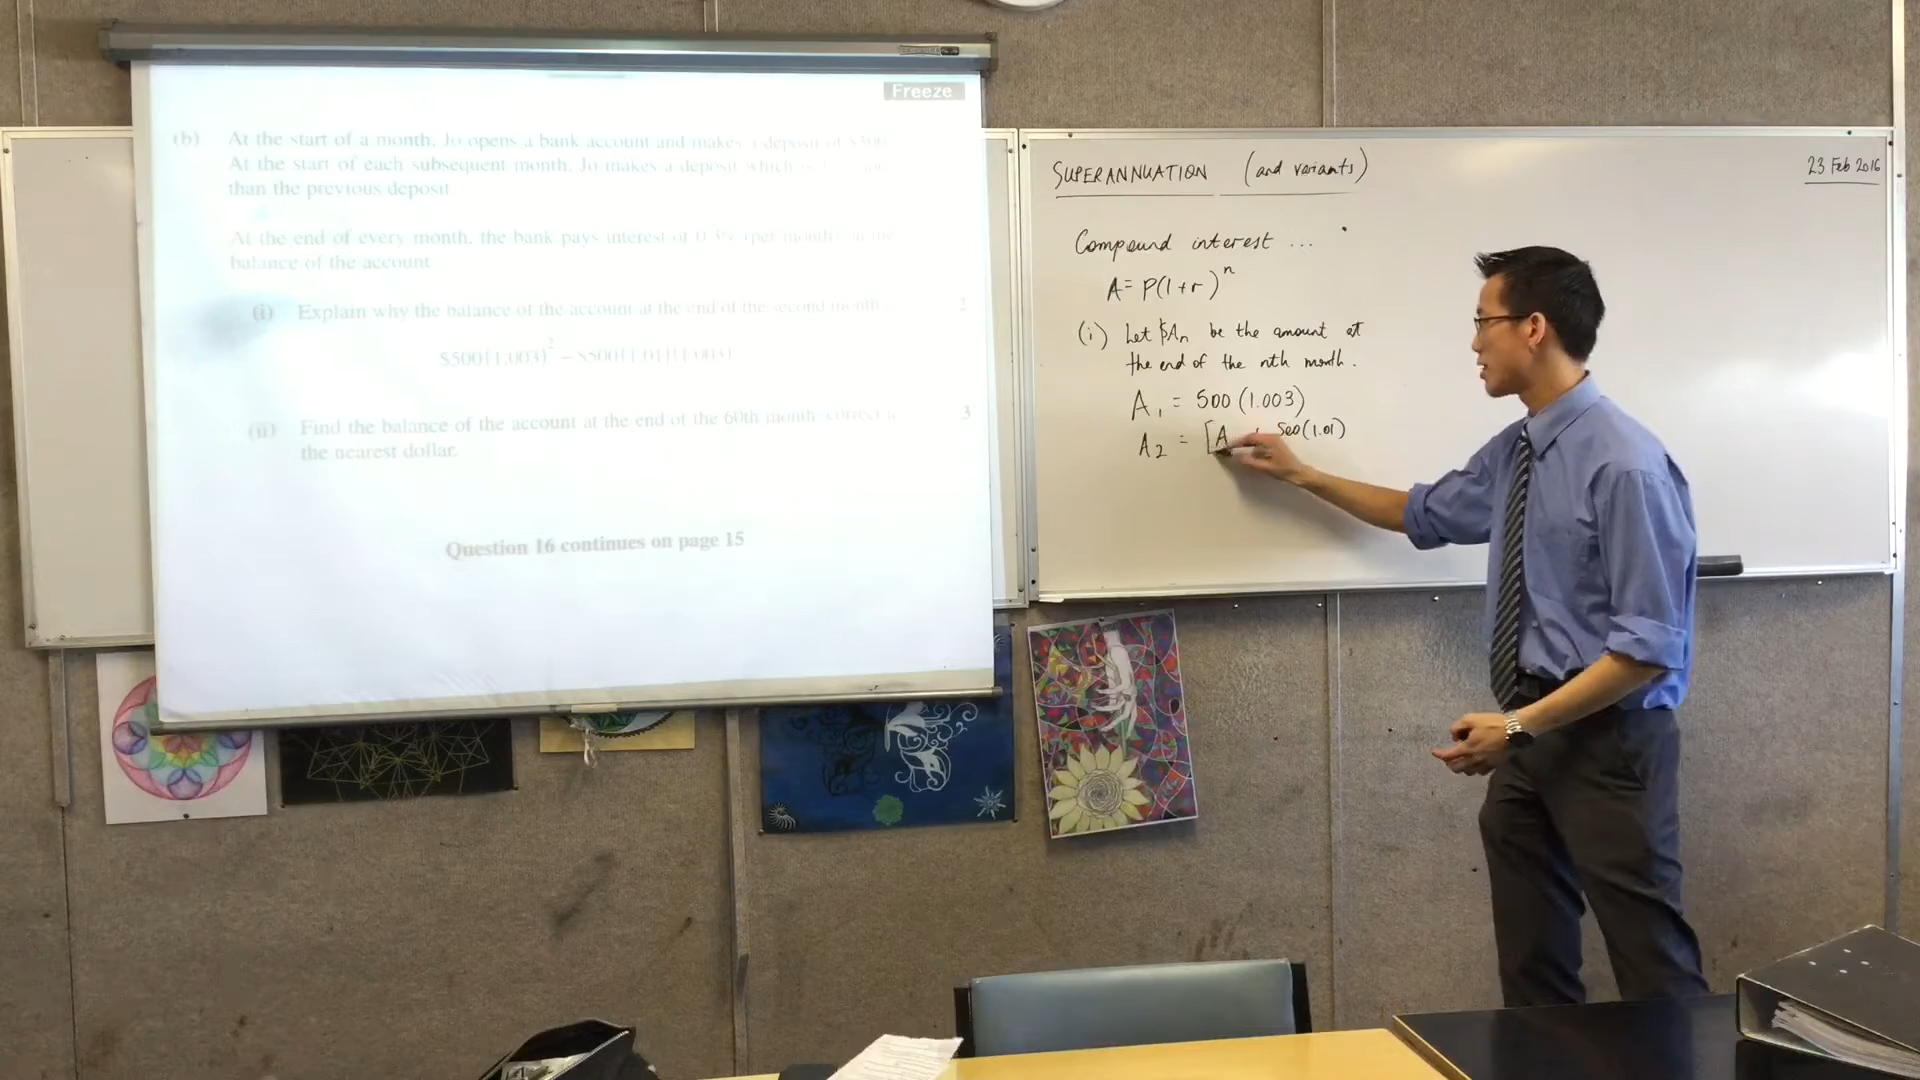 Freeze
(b) At the start of a month, Jo opens a bank account and makes a deposit of $500
At the start of each subsequent month, Jo makes a deposit which is
than the previous deposit
At the end of every month, the bank pays interest of 0.3% (per month) on the
balance of the account
(i) Explain why the balance of the account at the end of the second month 2
$500(1.003)² + $500(1.01)(1.003)
(ii) Find the balance of the account at the end of the 60th month, correct to 3
the nearest dollar.
Question 16 continues on page 15
SUPERANNUATION (and variants)
23 Feb 2016
Compound interest ...
A = P(1+r)ⁿ
(i) Let $Aₙ be the amount at
the end of the nth month.
A₁ = 500 (1.003)
A₂ = [A 500(1.01)